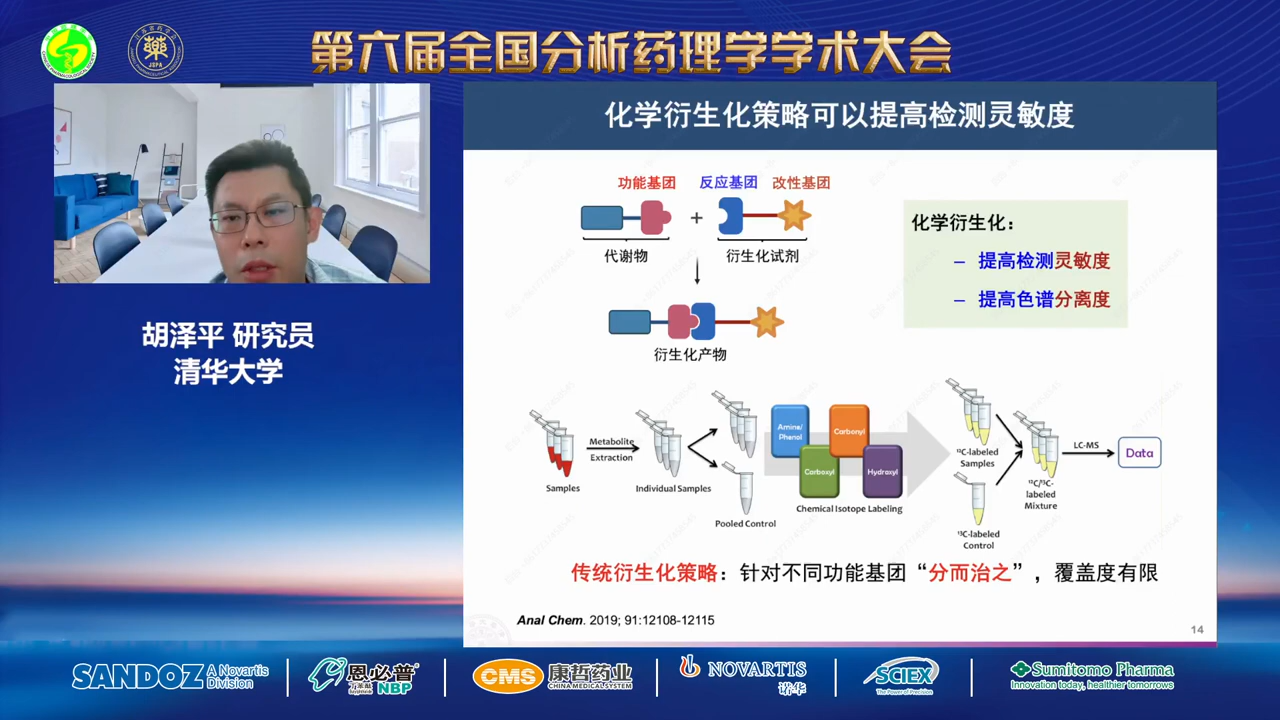 第六届全国分析药理学学术大会
JSPA
胡泽平 研究员
清华大学
化学衍生化策略可以提高检测灵敏度
功能基团
反应基团
改性基团
+
代谢物
衍生化试剂
衍生化产物
化学衍生化：
– 提高检测灵敏度
– 提高色谱分离度
Samples
Metabolite
Extraction
Individual Samples
Pooled Control
Amine/
Phenol
Carbonyl
Carboxyl
Hydroxyl
Chemical Isotope Labeling
¹²C-labeled
Samples
¹³C-labeled
Control
¹²C/¹³C-
labeled
Mixture
LC-MS
Data
传统衍生化策略：针对不同功能基团“分而治之”，覆盖度有限
Anal Chem. 2019; 91:12108-12115
14
SANDOZ A Novartis
Division
恩必普®
NBP
CMS 康哲药业
CHINA MEDICAL SYSTEM
NOVARTIS
诺华
SCIEX
The Power of Precision
Sumitomo Pharma
Innovation today, healthier tomorrows